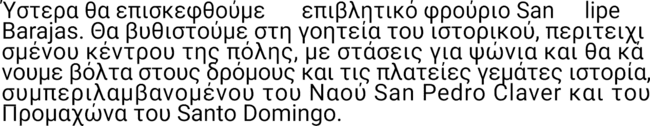 Ύστερα θα επισκεφθούμε επιβλητικό φρούριο San lipe
Barajas. Θα βυθιστούμε στη γοητεία του ιστορικού, περιτειχι
σμένου κέντρου της πόλης, με στάσεις για ψώνια και θα κά
νουμε βόλτα στους δρόμους και τις πλατείες γεμάτες ιστορία,
συμπεριλαμβανομένου του Ναού San Pedro Claver και του
Προμαχώνα του Santo Domingo.